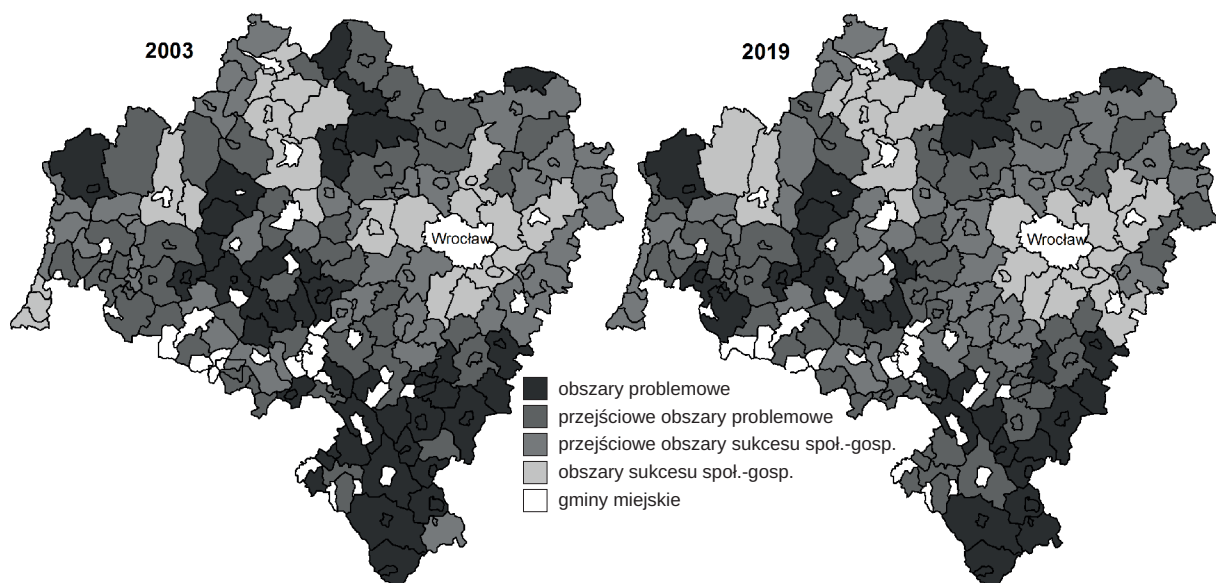 2003
2019
Wrocław
Wrocław
obszary problemowe
przejściowe obszary problemowe
przejściowe obszary sukcesu społ.-gosp.
obszary sukcesu społ.-gosp.
gminy miejskie